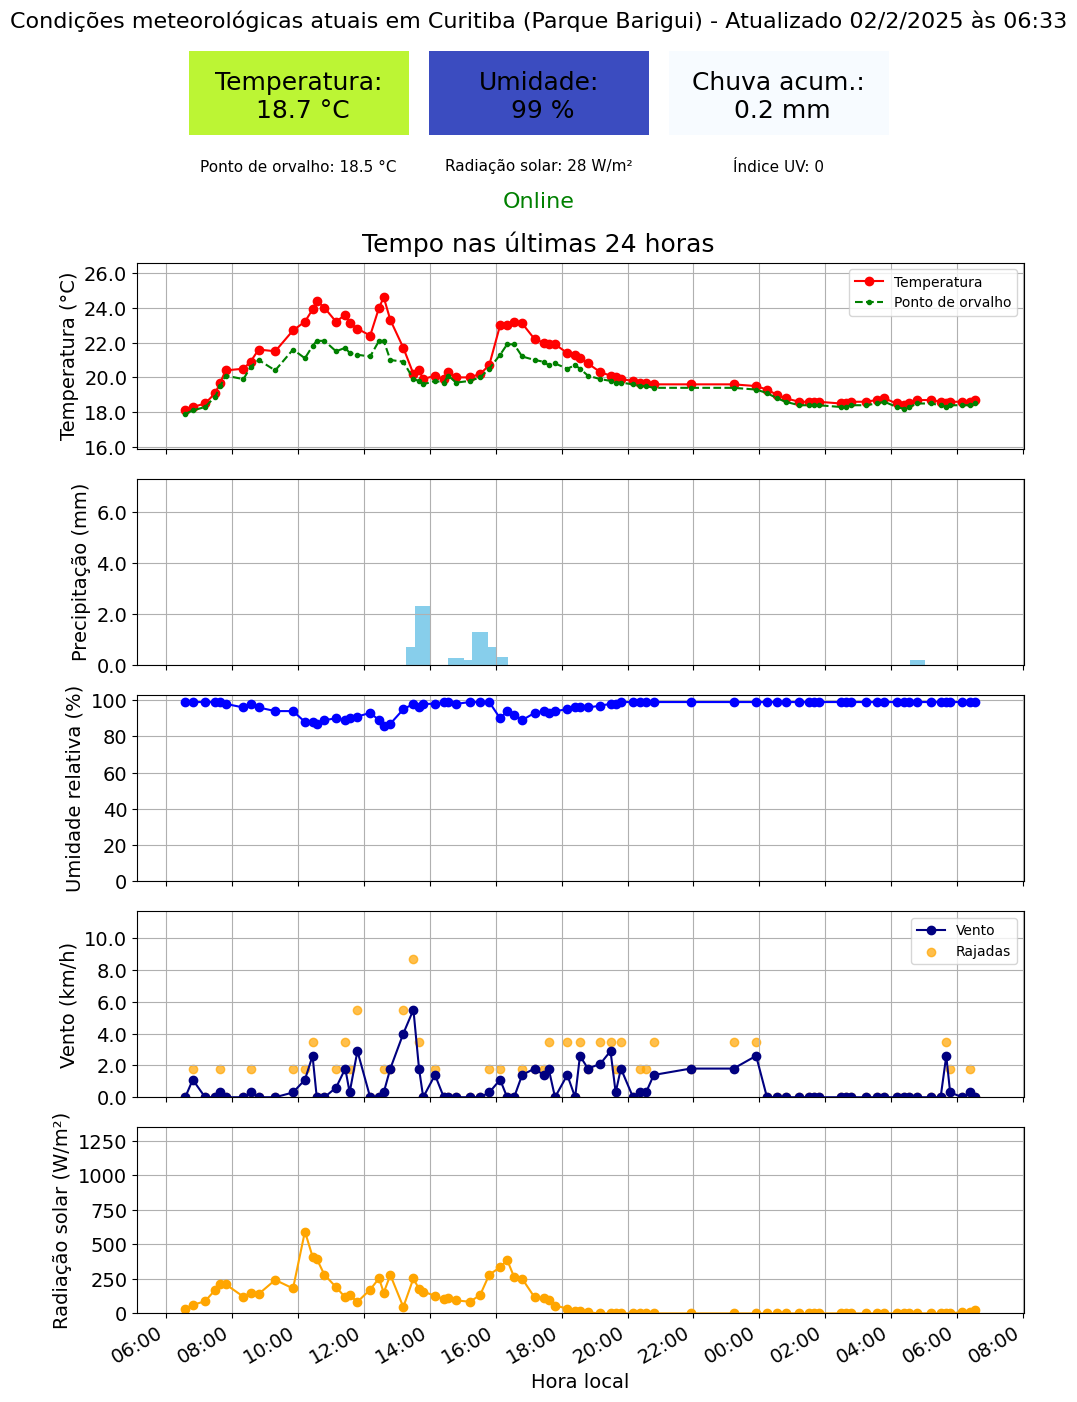 Condições meteorológicas atuais em Curitiba (Parque Barigui) - Atualizado 02/2/2025 às 06:33
Temperatura:
18.7 °C
Umidade:
99 %
Chuva acum.:
0.2 mm
Ponto de orvalho: 18.5 °C
Radiação solar: 28 W/m²
Índice UV: 0
Online
Tempo nas últimas 24 horas
Temperatura (°C)
26.0
24.0
22.0
20.0
18.0
16.0
Temperatura
Ponto de orvalho
Precipitação (mm)
6.0
4.0
2.0
0.0
Umidade relativa (%)
100
80
60
40
20
0
Vento (km/h)
10.0
8.0
6.0
4.0
2.0
0.0
Vento
Rajadas
Radiação solar (W/m²)
1250
1000
750
500
250
0
06:00
08:00
10:00
12:00
14:00
16:00
18:00
20:00
22:00
00:00
02:00
04:00
06:00
08:00
Hora local